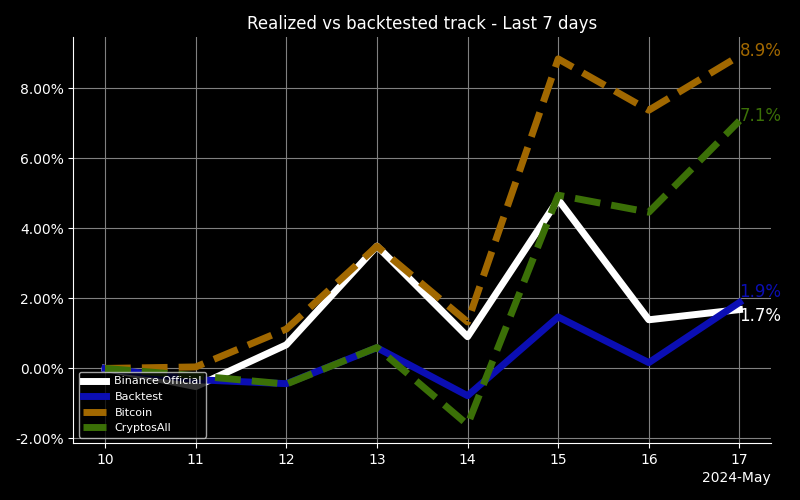 Realized vs backtested track - Last 7 days
8.9%
8.00%
7.1%
6.00%
4.00%
2.00%
1.9%
1.7%
0.00%
Binance Official
Backtest
Bitcoin
CryptosAll
-2.00%
10 11 12 13 14 15 16 17
2024-May